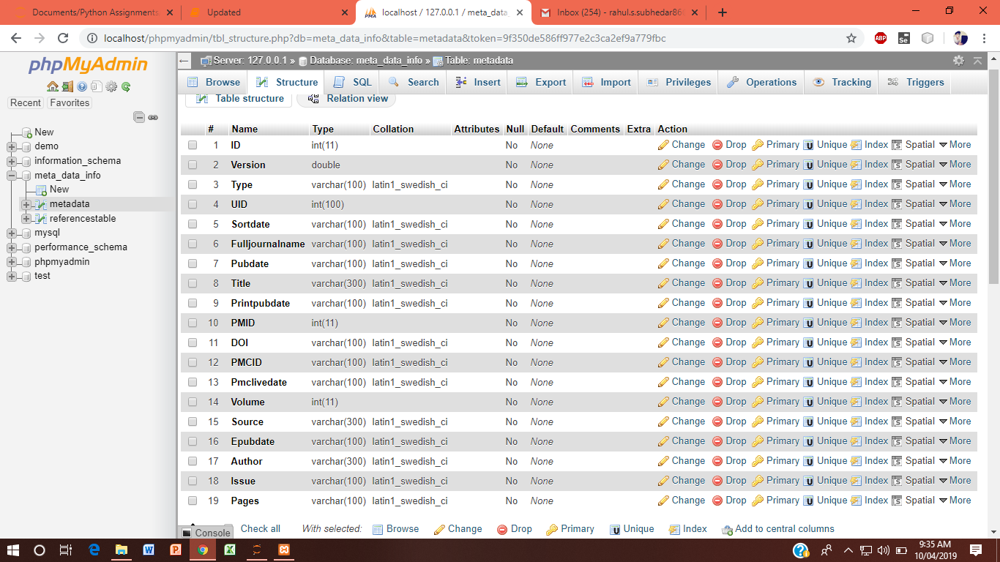 Documents/Python Assignments. Updated localhost / 127.0.0.1 / meta_data_ Inbox (254) - rahul.s.subhedar86
localhost/phpmyadmin/tbl_structure.php?db=meta_data_info&table=metadata&token=9f350de586ff977e2c3ca2ef9a779fbc ABP Se
phpMyAdmin
Recent Favorites
New
demo
information_schema
meta_data_info
New
metadata
referencestable
mysql
performance_schema
phpmyadmin
test
Server: 127.0.0.1 » Database: meta_data_info » Table: metadata
Browse Structure SQL Search Insert Export Import Privileges Operations Tracking Triggers
Table structure Relation view
# Name Type Collation Attributes Null Default Comments Extra Action
1 ID int(11) No None Change Drop Primary Unique Index Spatial More
2 Version double No None Change Drop Primary Unique Index Spatial More
3 Type varchar(100) latin1_swedish_ci No None Change Drop Primary Unique Index Spatial More
4 UID int(100) No None Change Drop Primary Unique Index Spatial More
5 Sortdate varchar(100) latin1_swedish_ci No None Change Drop Primary Unique Index Spatial More
6 Fulljournalname varchar(100) latin1_swedish_ci No None Change Drop Primary Unique Index Spatial More
7 Pubdate varchar(100) latin1_swedish_ci No None Change Drop Primary Unique Index Spatial More
8 Title varchar(300) latin1_swedish_ci No None Change Drop Primary Unique Index Spatial More
9 Printpubdate varchar(100) latin1_swedish_ci No None Change Drop Primary Unique Index Spatial More
10 PMID int(11) No None Change Drop Primary Unique Index Spatial More
11 DOI varchar(100) latin1_swedish_ci No None Change Drop Primary Unique Index Spatial More
12 PMCID varchar(100) latin1_swedish_ci No None Change Drop Primary Unique Index Spatial More
13 Pmclivedate varchar(100) latin1_swedish_ci No None Change Drop Primary Unique Index Spatial More
14 Volume int(11) No None Change Drop Primary Unique Index Spatial More
15 Source varchar(300) latin1_swedish_ci No None Change Drop Primary Unique Index Spatial More
16 Epubdate varchar(100) latin1_swedish_ci No None Change Drop Primary Unique Index Spatial More
17 Author varchar(300) latin1_swedish_ci No None Change Drop Primary Unique Index Spatial More
18 Issue varchar(100) latin1_swedish_ci No None Change Drop Primary Unique Index Spatial More
19 Pages varchar(100) latin1_swedish_ci No None Change Drop Primary Unique Index Spatial More
Check all With selected: Browse Change Drop Primary Unique Index Add to central columns
Console
9:35 AM
10/04/2019